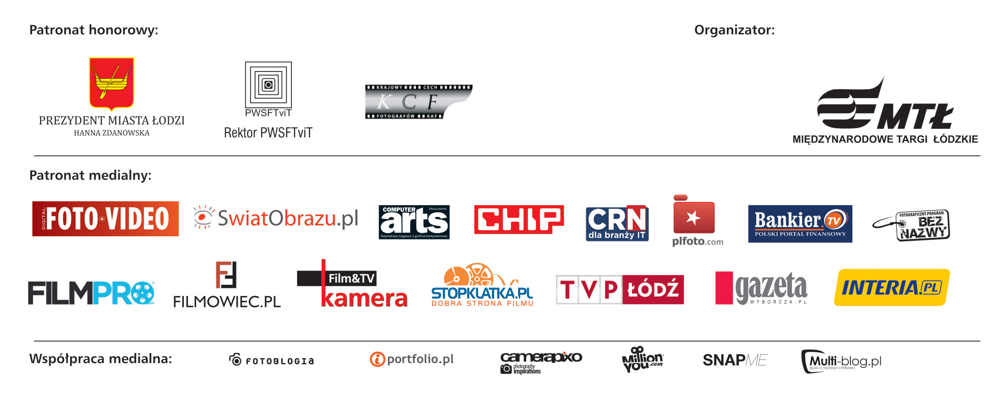 Patronat honorowy:
Organizator:
PREZYDENT MIASTA ŁODZI
HANNA ZDANOWSKA
PWSFTviT
Rektor PWSFTviT
KRAJOWY CECH
K C F
FOTOGRAFÓW KAF
MTŁ
MIĘDZYNARODOWE TARGI ŁÓDZKIE
Patronat medialny:
DIGITAL
FOTO VIDEO
SwiatObrazu.pl
COMPUTER
Edycja polska
arts
Największy magazyn o grafice komputerowej
CHIP
CRN
dla branży IT
plfoto.com
Bankier.TV
POLSKI PORTAL FINANSOWY
FOTOGRAFICZNY PROGRAM
BEZ
NAZWY
FILMPRO
FILMOWIEC.PL
Film&TV
kamera
STOPKLATKA.PL
DOBRA STRONA FILMU
TVP ŁÓDŹ
gazeta
WYBORCZA.PL
INTERIA.PL
Współpraca medialna:
FOTOBLOGIA
portfolio.pl
camerapixo
photography
inspirations
Million
You.com
SNAPME
Multi-blog.pl
BLOG O TELEWIZJI CYFROWEJ